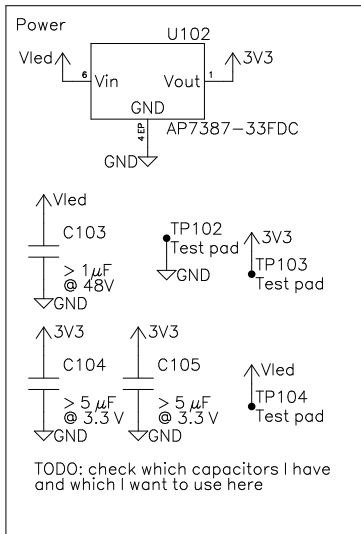 Power
U102
Vled
3V3
6
1
Vin
Vout
GND
4
EP
AP7387-33FDC
GND
Vled
C103
> 1 µF
@ 48V
GND
TP102
Test pad
GND
3V3
TP103
Test pad
3V3
C104
> 5 µF
@ 3.3 V
GND
3V3
C105
> 5 µF
@ 3.3 V
GND
Vled
TP104
Test pad
TODO: check which capacitors I have
and which I want to use here